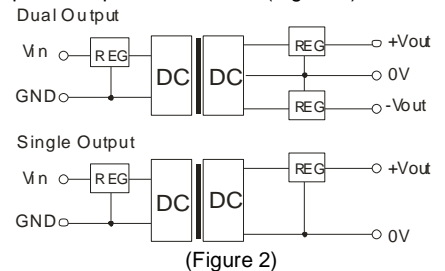 Dual Output
Vin REG REG +Vout
DC DC 0V
GND REG -Vout
Single Output
Vin REG REG +Vout
DC DC
GND 0V
(Figure 2)